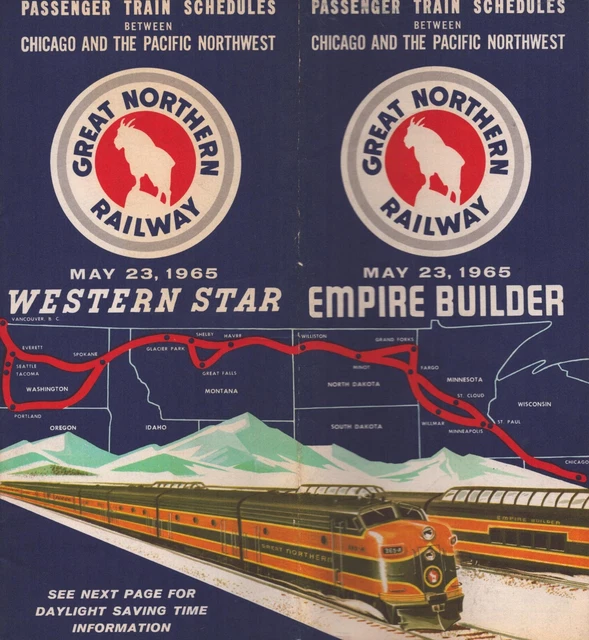 PASSENGER TRAIN SCHEDULES
BETWEEN
CHICAGO AND THE PACIFIC NORTHWEST
GREAT NORTHERN
RAILWAY
MAY 23, 1965
WESTERN STAR
PASSENGER TRAIN SCHEDULES
BETWEEN
CHICAGO AND THE PACIFIC NORTHWEST
GREAT NORTHERN
RAILWAY
MAY 23, 1965
EMPIRE BUILDER
VANCOUVER, B. C.
EVERETT
SEATTLE
TACOMA
SPOKANE
WASHINGTON
PORTLAND
OREGON
IDAHO
GLACIER PARK
SHELBY
HAVRE
GREAT FALLS
MONTANA
WILLISTON
MINOT
GRAND FORKS
NORTH DAKOTA
FARGO
MINNESOTA
ST. CLOUD
WISCONSIN
SOUTH DAKOTA
WILLMAR
MINNEAPOLIS
ST. PAUL
CHICAGO
GREAT NORTHERN
EMPIRE BUILDER
SEE NEXT PAGE FOR
DAYLIGHT SAVING TIME
INFORMATION